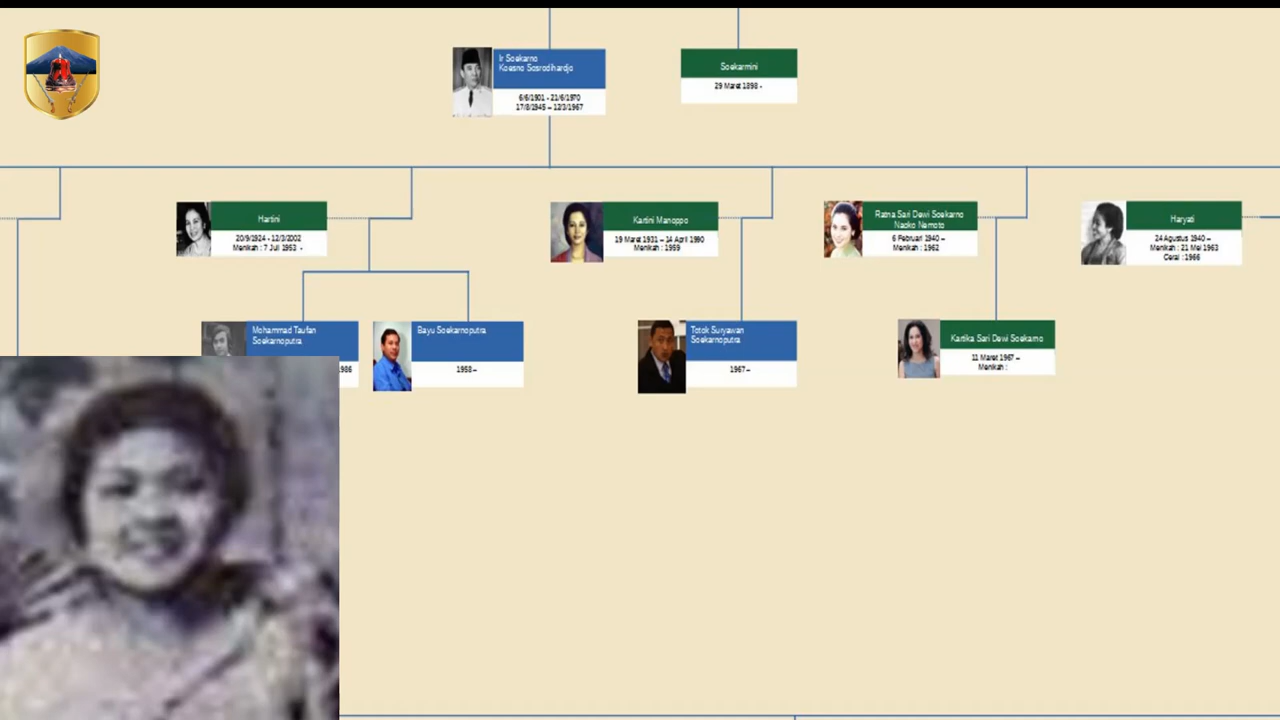 Ir Soekarno
Koesno Sosrodihardjo
6/6/1901 - 21/6/1970
17/8/1945 – 12/3/1967
Soekarmini
29 Maret 1898 -
Hartini
20/9/1924 - 12/3/2002
Menikah : 7 Juli 1953 -
Kartini Manoppo
19 Maret 1931 – 14 April 1990
Menikah : 1959
Ratna Sari Dewi Soekarno
Naoko Nemoto
6 Februari 1940 –
Menikah : 1962
Haryati
24 Agustus 1940 –
Menikah : 21 Mei 1963
Cerai : 1966
Mohammad Taufan
Soekarnoputra
1986
Bayu Soekarnoputra
1958 –
Totok Suryawan
Soekarnoputra
1967 –
Kartika Sari Dewi Soekarno
11 Maret 1967 –
Menikah :